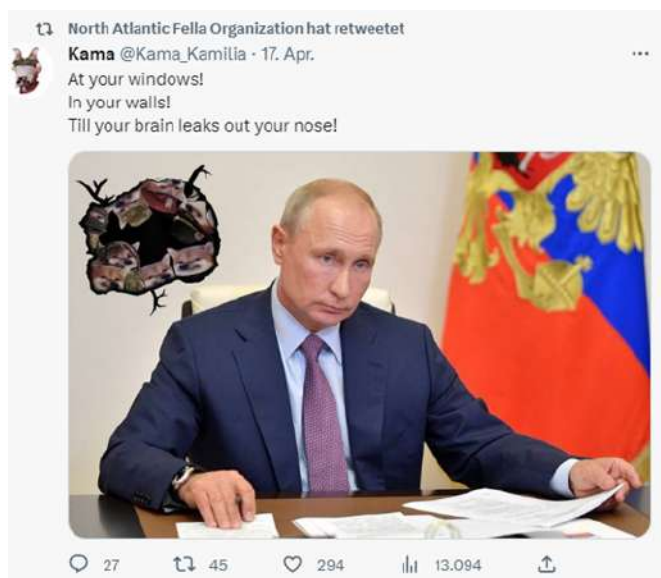 North Atlantic Fella Organization hat retweetet
Kama @Kama_Kamilia · 17. Apr.
At your windows!
In your walls!
Till your brain leaks out your nose!
27 45 294 13.094